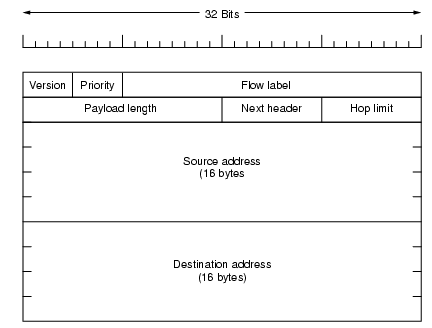 32 Bits
Version Priority Flow label
Payload length Next header Hop limit
Source address
(16 bytes
Destination address
(16 bytes)